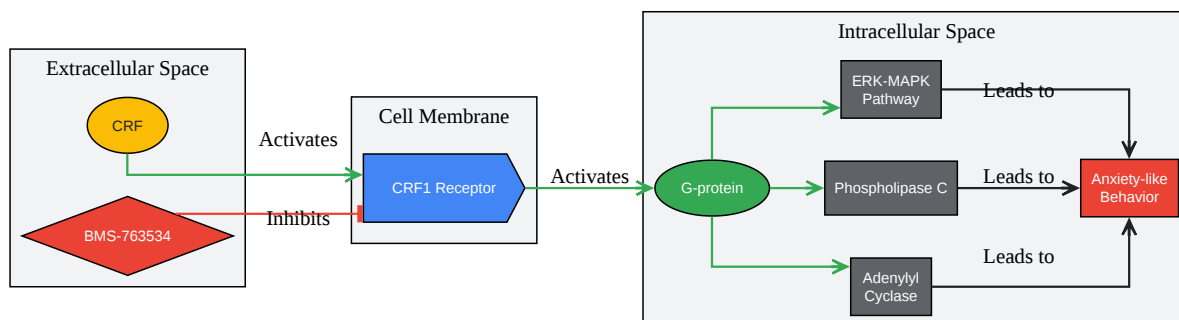 Extracellular Space
CRF
BMS-763534
Activates
Inhibits
Cell Membrane
CRF1 Receptor
Activates
Intracellular Space
G-protein
ERK-MAPK
Pathway
Phospholipase C
Adenylyl
Cyclase
Leads to
Leads to
Leads to
Anxiety-like
Behavior